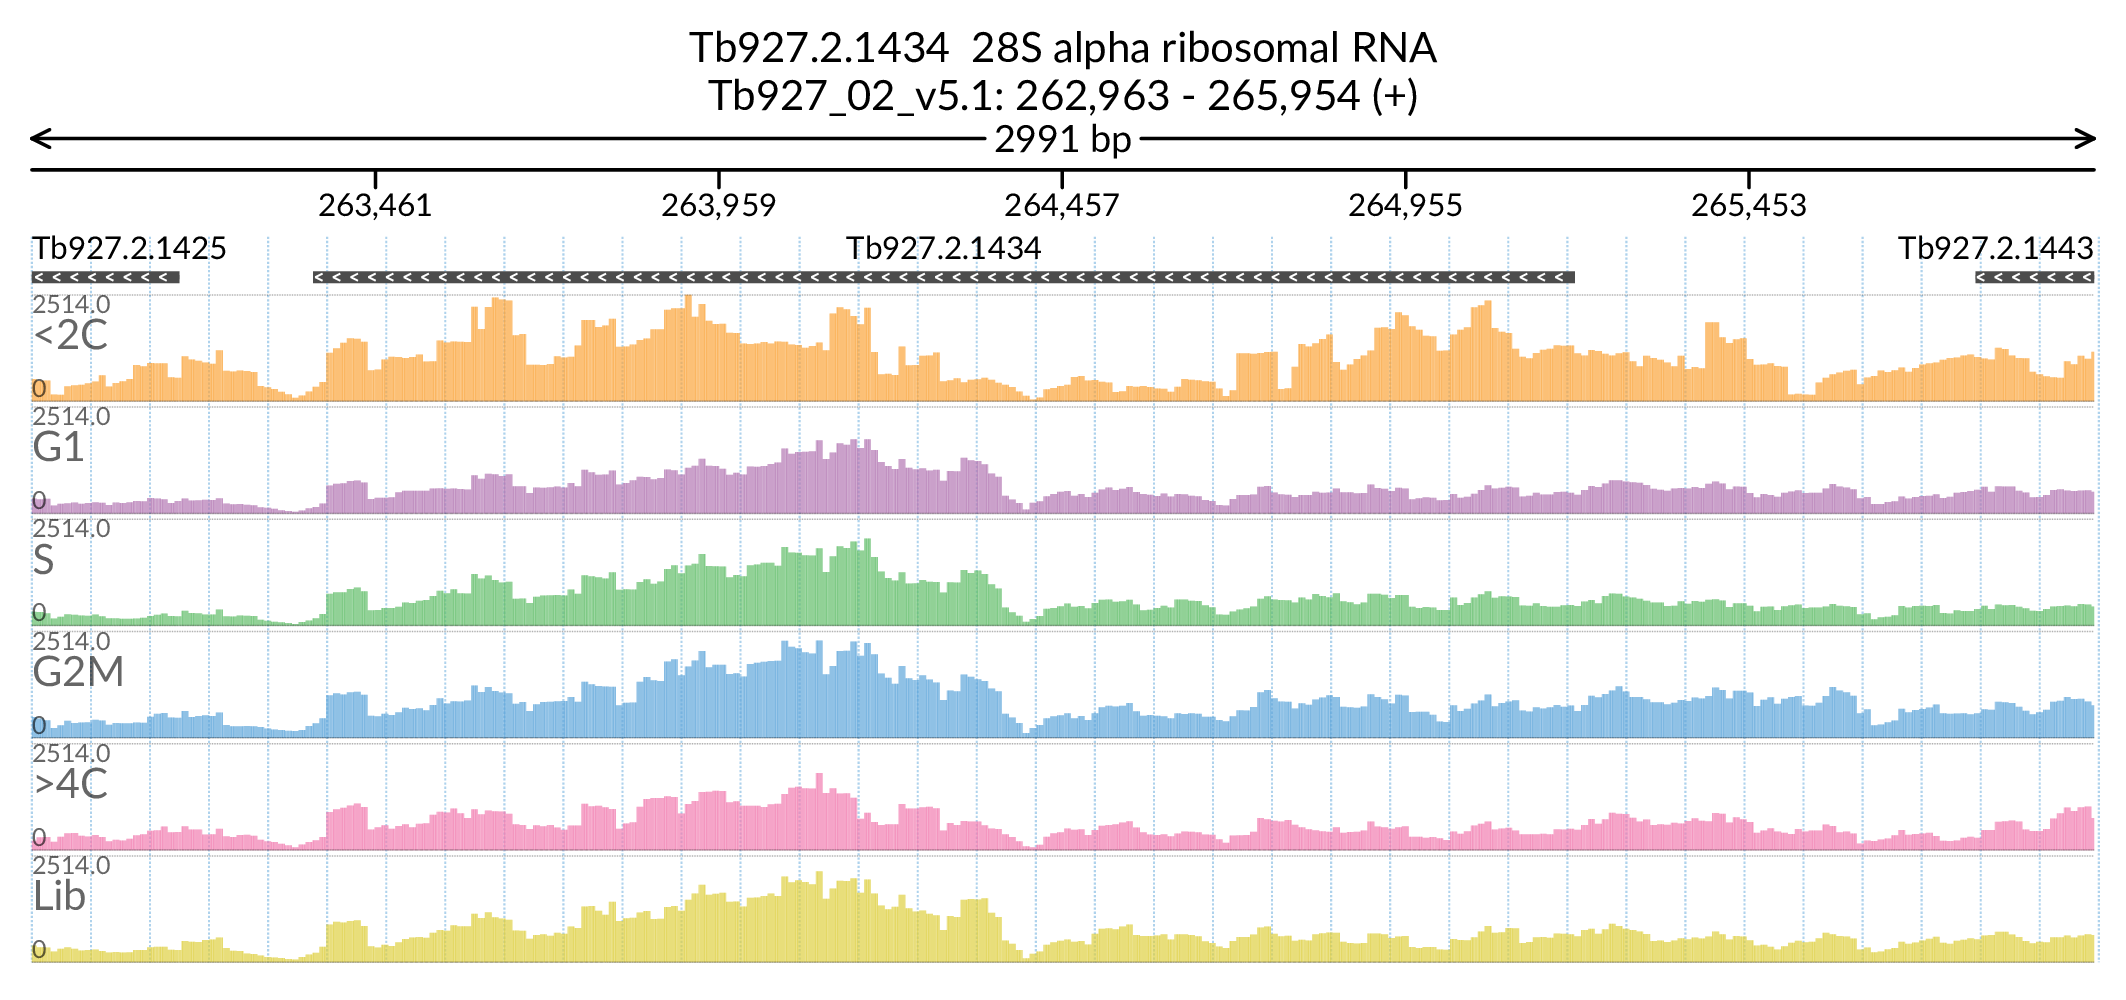 Tb927.2.1434  28S alpha ribosomal RNA
Tb927_02_v5.1: 262,963 - 265,954 (+)
2991 bp
263,461 263,959 264,457 264,955 265,453
Tb927.2.1425 Tb927.2.1434 Tb927.2.1443
2514.0
<2C
0
2514.0
G1
0
2514.0
S
0
2514.0
G2M
0
2514.0
>4C
0
2514.0
Lib
0